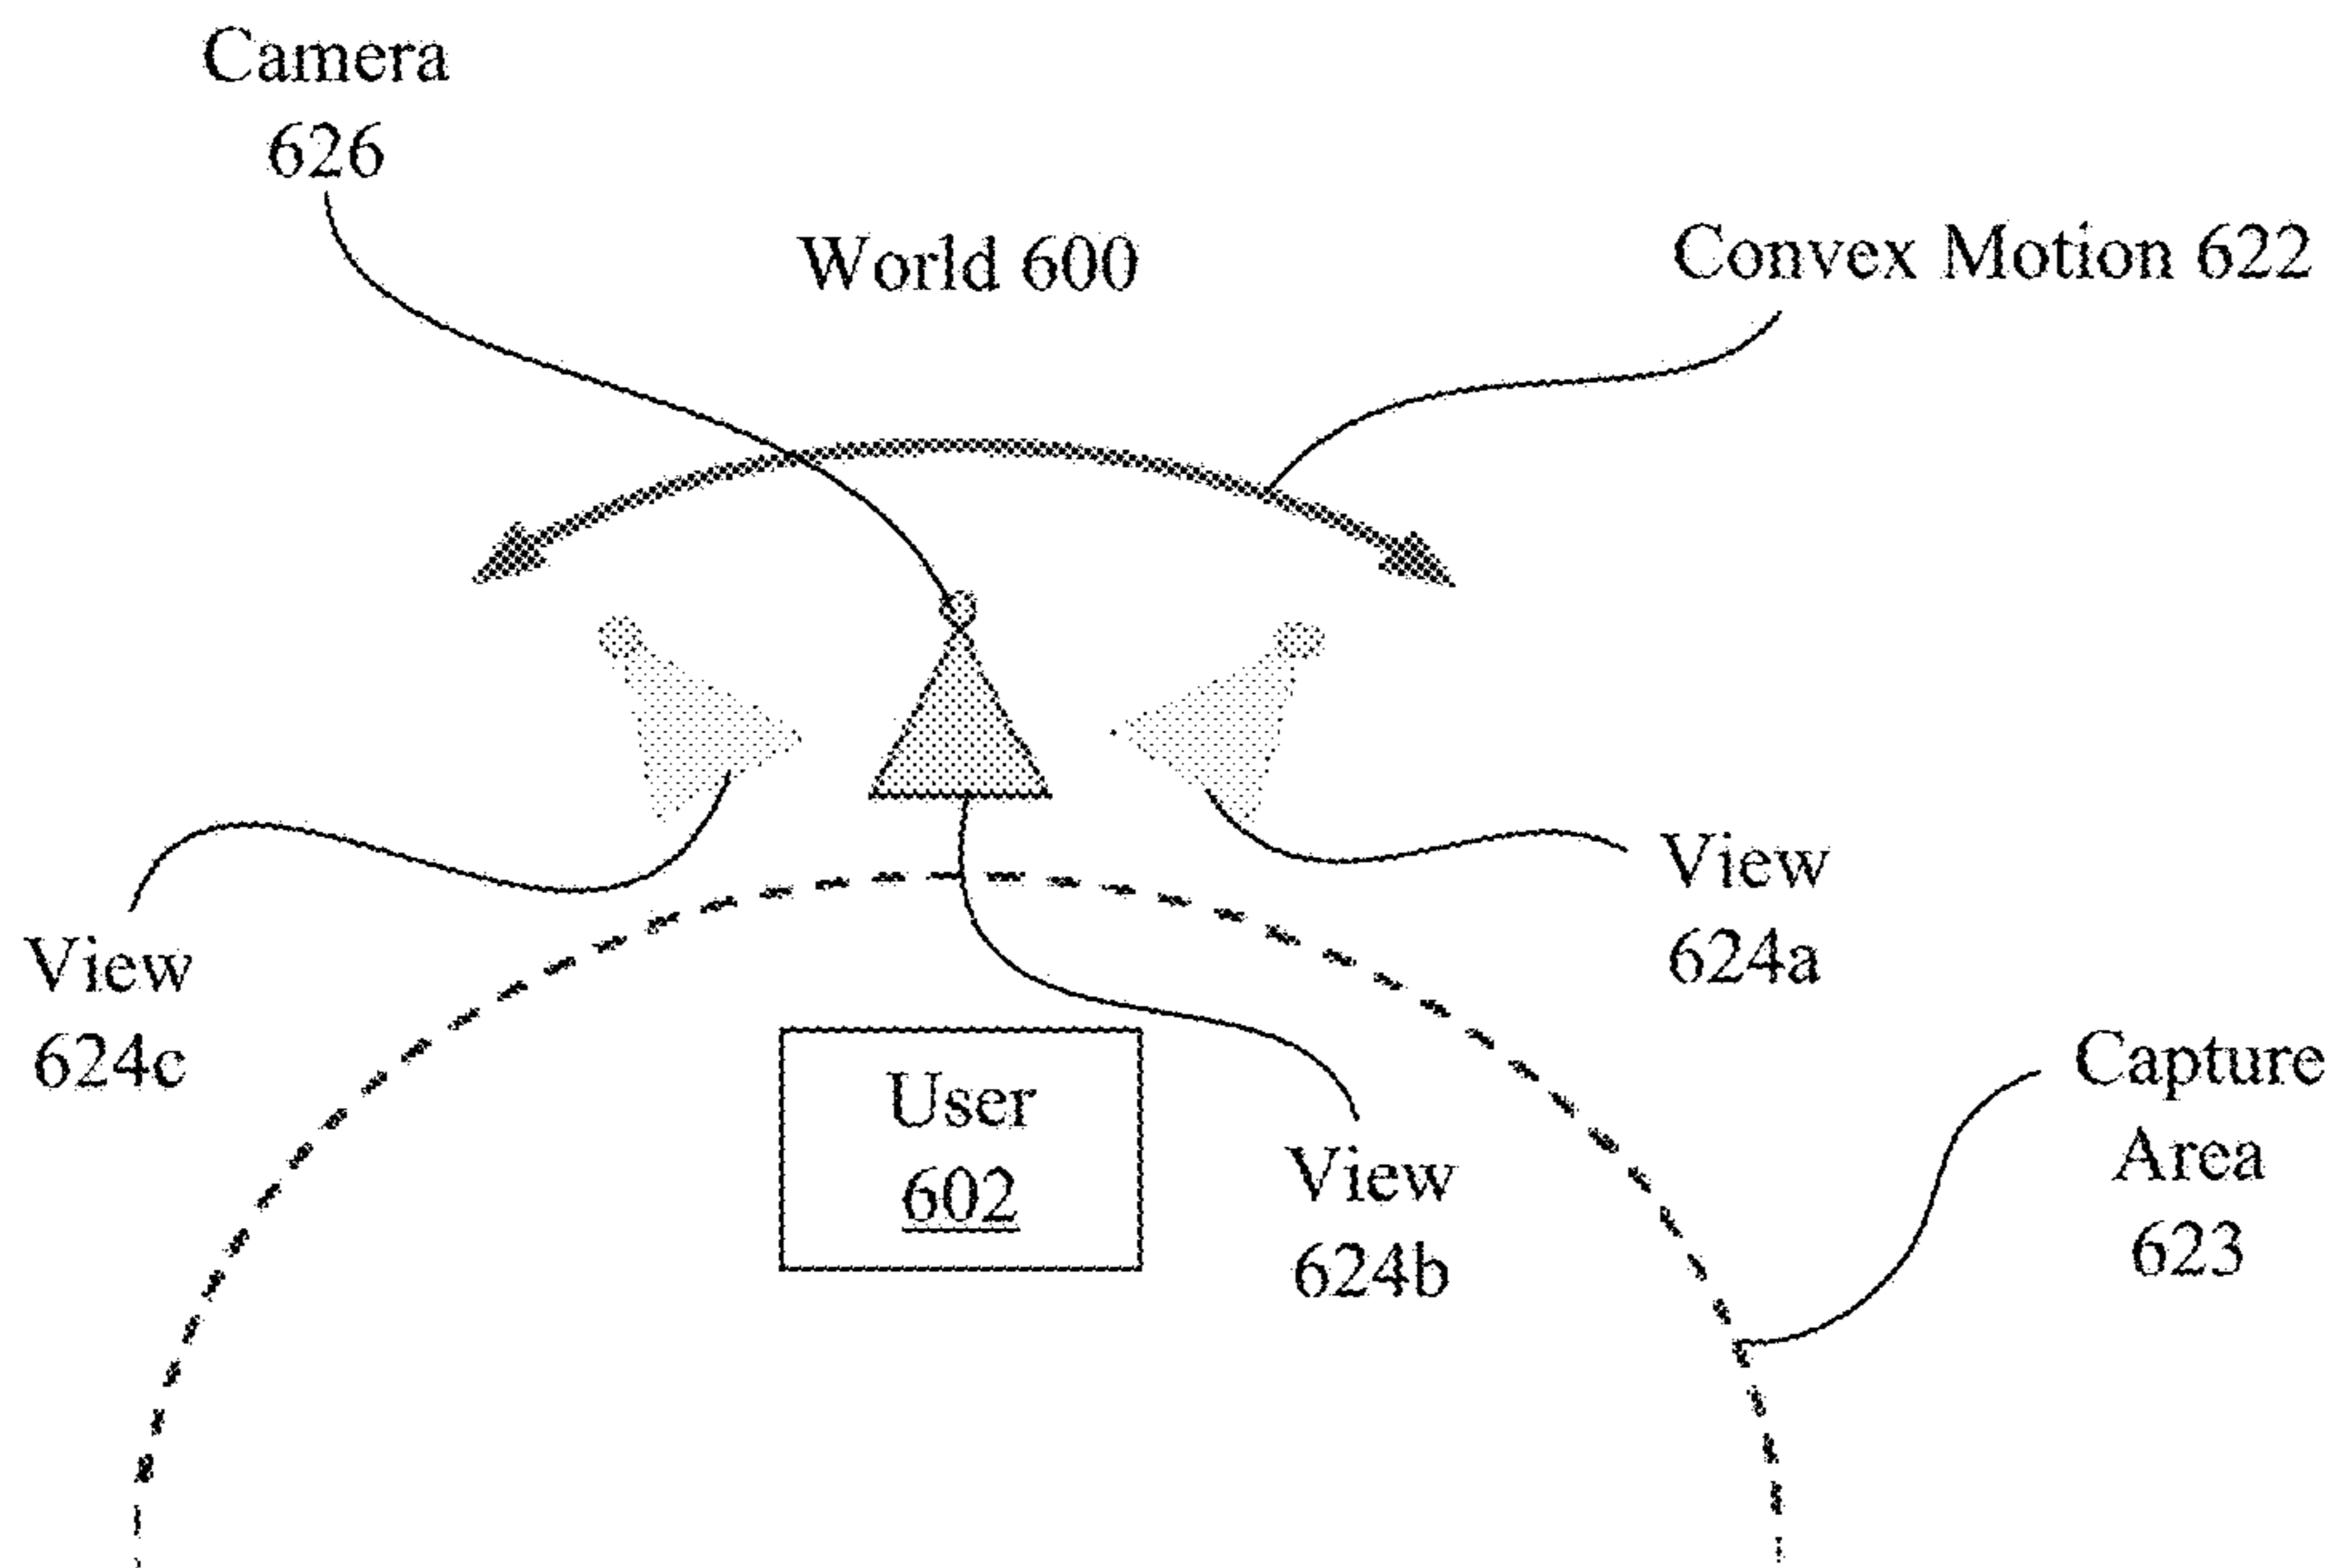 Camera
626
World 600
Convex Motion 622
View
624a
View
624c
Capture
Area
623
User
602
View
624b